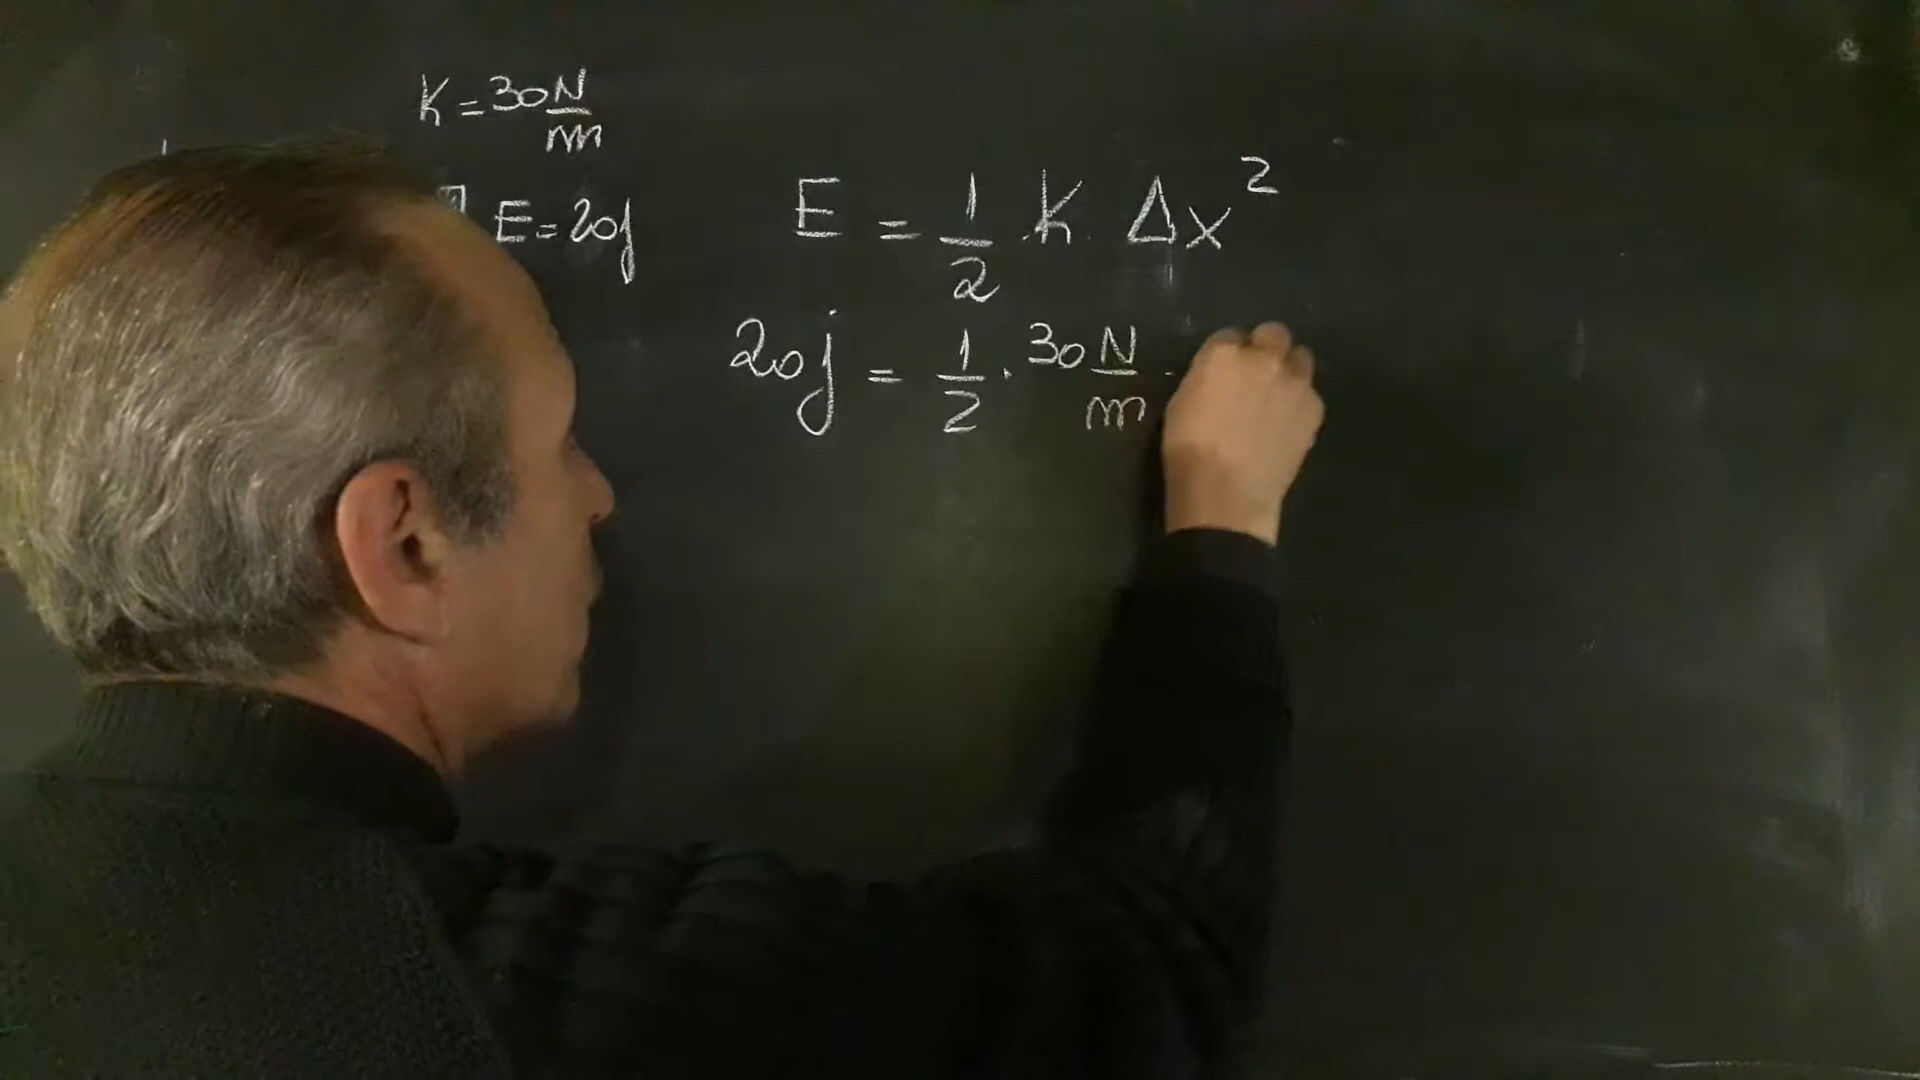 K = 30 N/m
E = 20j
E = 1/2 . K . Δx²
20j = 1/2 . 30 N/m .